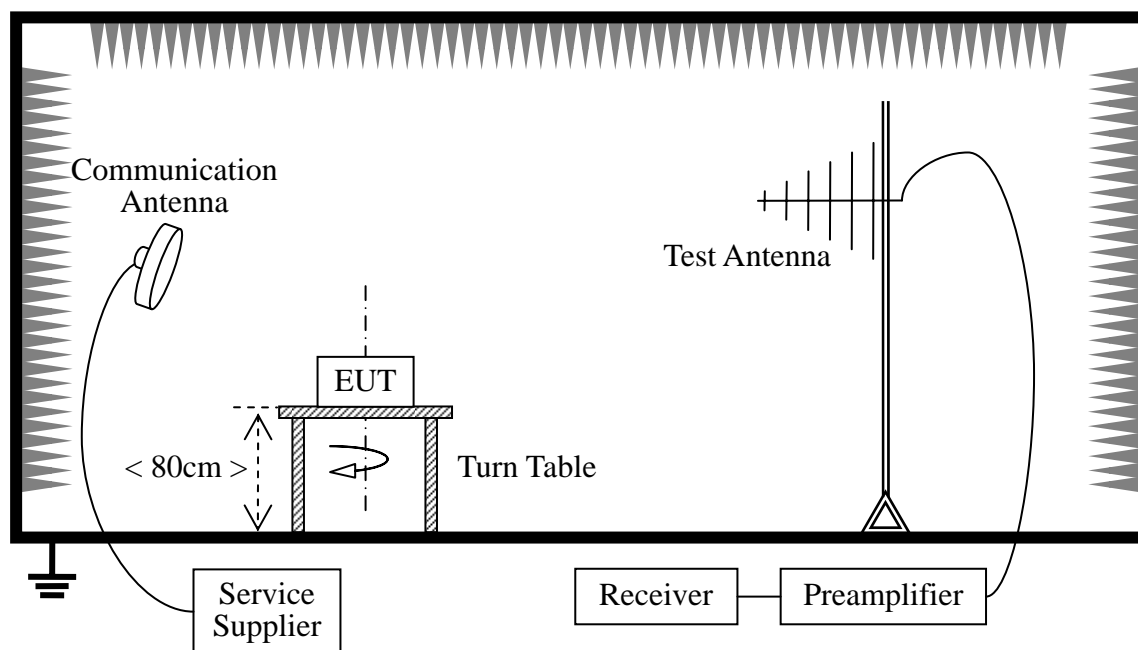 Communication
Antenna
Test Antenna
EUT
< 80cm >
Turn Table
Service
Supplier
Receiver
Preamplifier